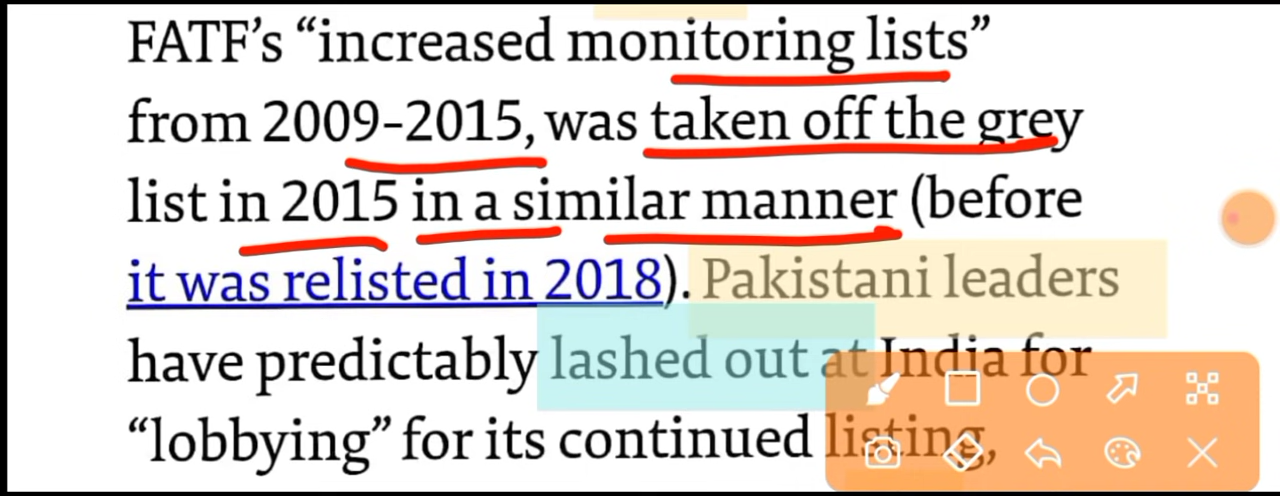 FATF’s “increased monitoring lists”
from 2009-2015, was taken off the grey
list in 2015 in a similar manner (before
it was relisted in 2018). Pakistani leaders
have predictably lashed out at India for
“lobbying” for its continued listing,